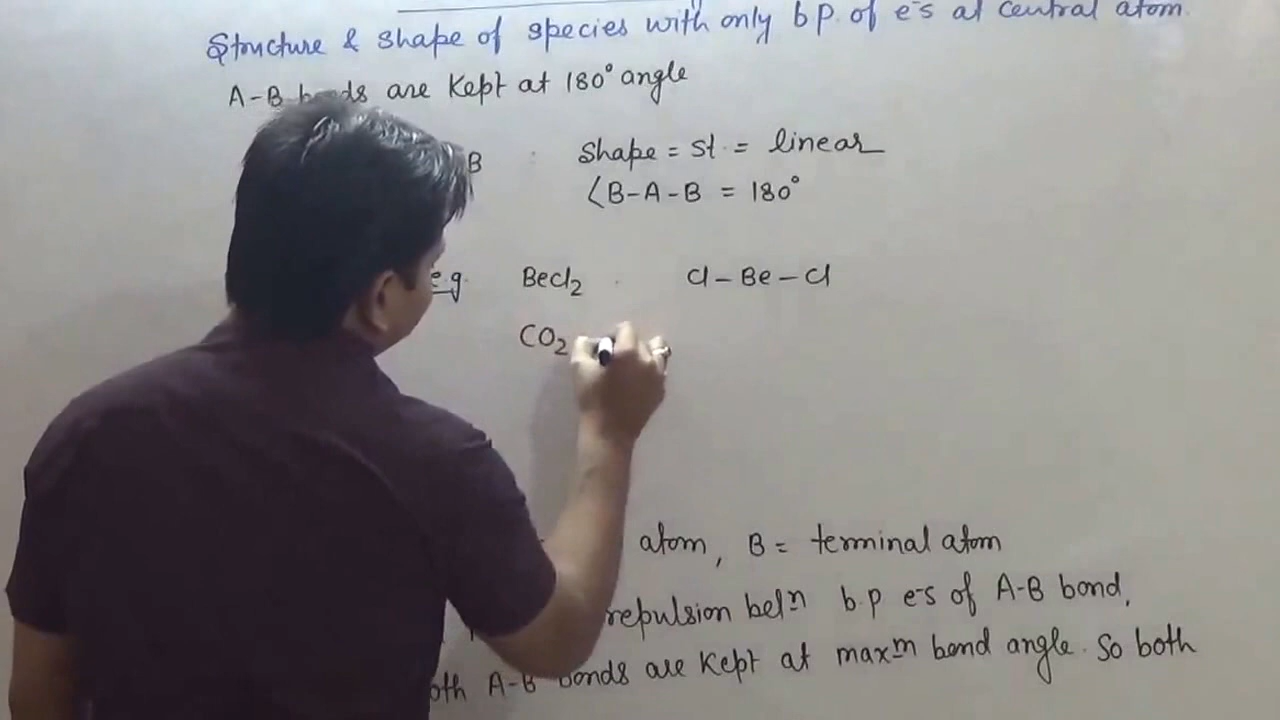 Structure & shape of species with only b.p. of e-s at central atom.
A-B bonds are kept at 180° angle
B Shape = st. = linear
∠B-A-B = 180°
e.g. BeCl2 Cl-Be-Cl
CO2
atom, B = terminal atom
repulsion betn b.p e-s of A-B bond,
both A-B bonds are kept at maxm bond angle. So both